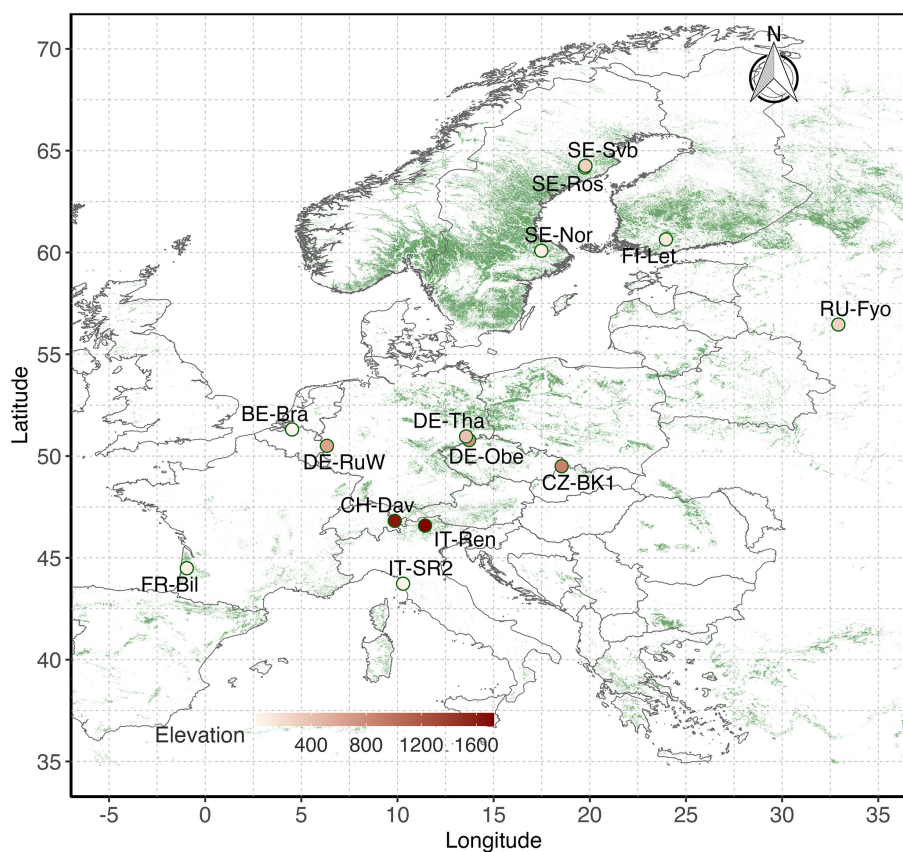 N
70
65
60
55
50
45
40
35
Latitude
SE-Svb
SE-Ros
SE-Nor
FI-Let
RU-Fyo
BE-Bra
DE-RuW
DE-Tha
DE-Obe
CZ-BK1
CH-Dav
IT-Ren
IT-SR2
FR-Bil
Elevation
400 800 1200 1600
-5 0 5 10 15 20 25 30 35
Longitude